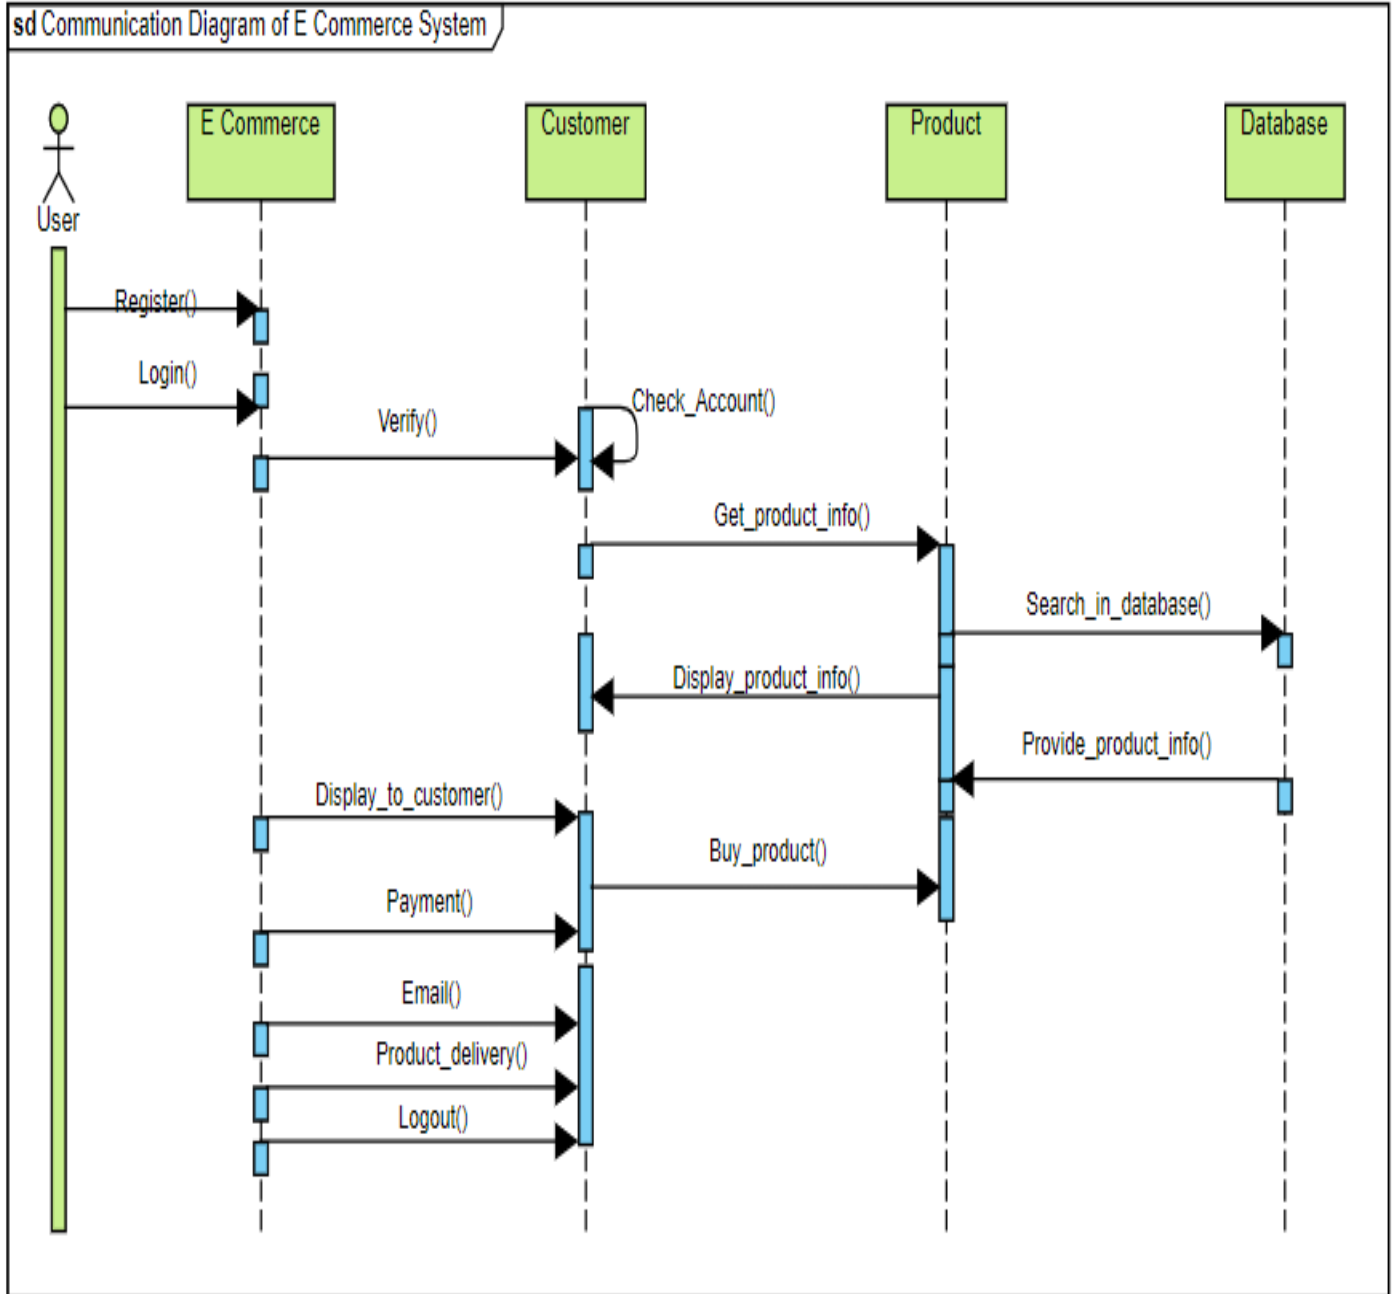 sd Communication Diagram of E Commerce System
E Commerce
Customer
Product
Database
User
Register()
Login()
Check_Account()
Verify()
Get_product_info()
Search_in_database()
Display_product_info()
Provide_product_info()
Display_to_customer()
Buy_product()
Payment()
Email()
Product_delivery()
Logout()